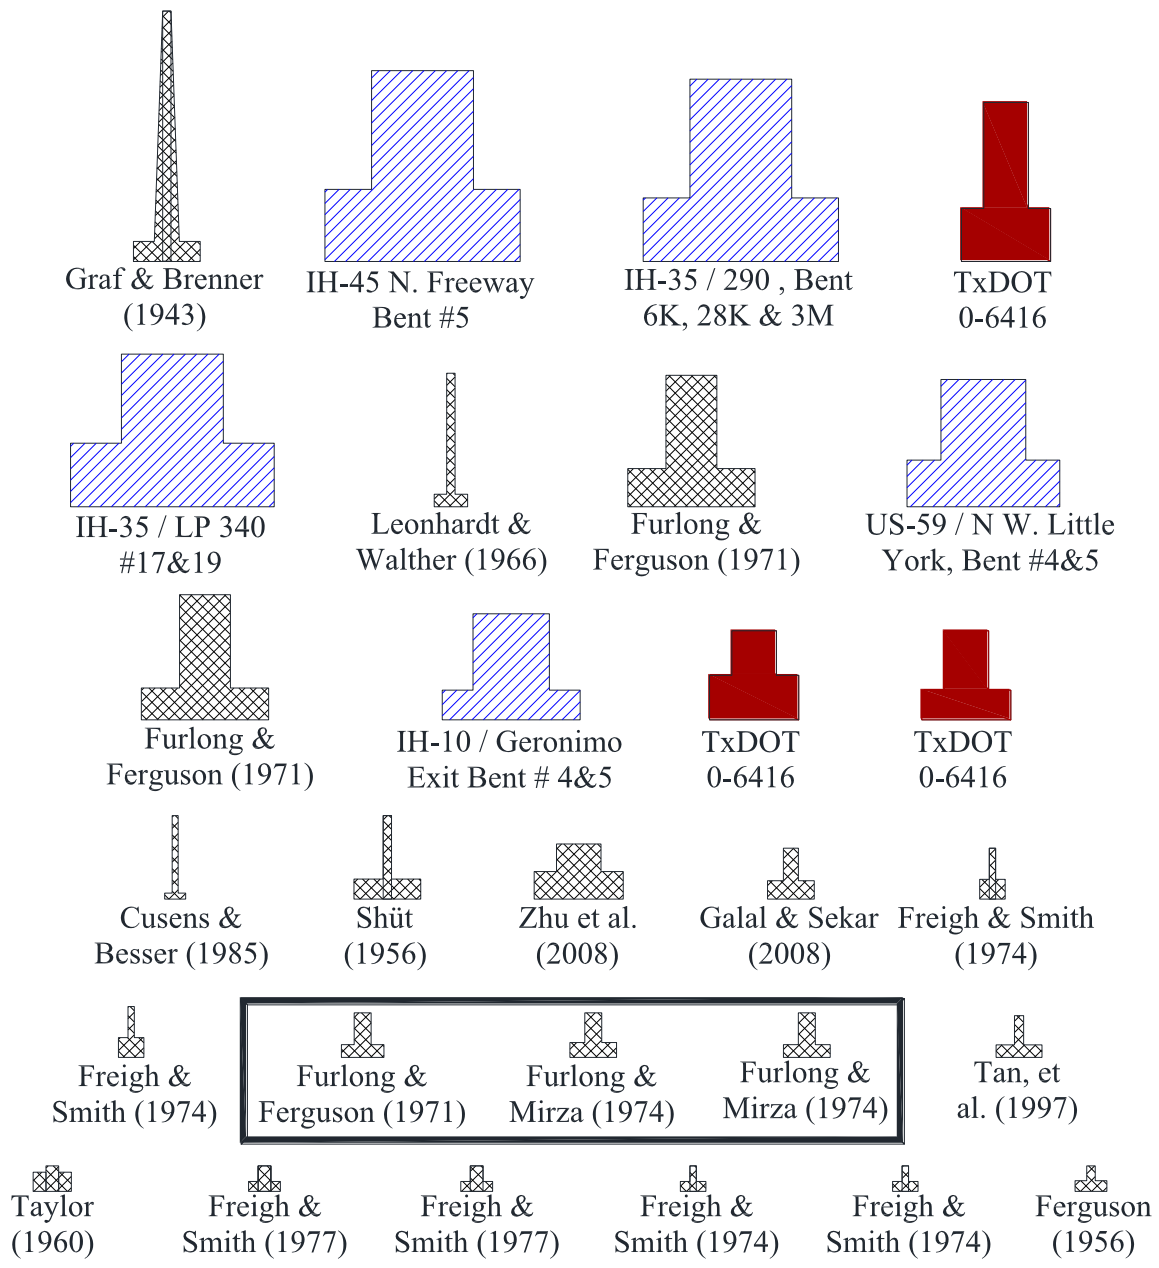 Graf & Brenner
(1943)
IH-45 N. Freeway
Bent #5
IH-35 / 290 , Bent
6K, 28K & 3M
TxDOT
0-6416
IH-35 / LP 340
#17&19
Leonhardt &
Walther (1966)
Furlong &
Ferguson (1971)
US-59 / N W. Little
York, Bent #4&5
Furlong &
Ferguson (1971)
IH-10 / Geronimo
Exit Bent # 4&5
TxDOT
0-6416
TxDOT
0-6416
Cusens &
Besser (1985)
Shüt
(1956)
Zhu et al.
(2008)
Galal & Sekar
(2008)
Freigh & Smith
(1974)
Freigh &
Smith (1974)
Furlong &
Ferguson (1971)
Furlong &
Mirza (1974)
Furlong &
Mirza (1974)
Tan, et
al. (1997)
Taylor
(1960)
Freigh &
Smith (1977)
Freigh &
Smith (1977)
Freigh &
Smith (1974)
Freigh &
Smith (1974)
Ferguson
(1956)